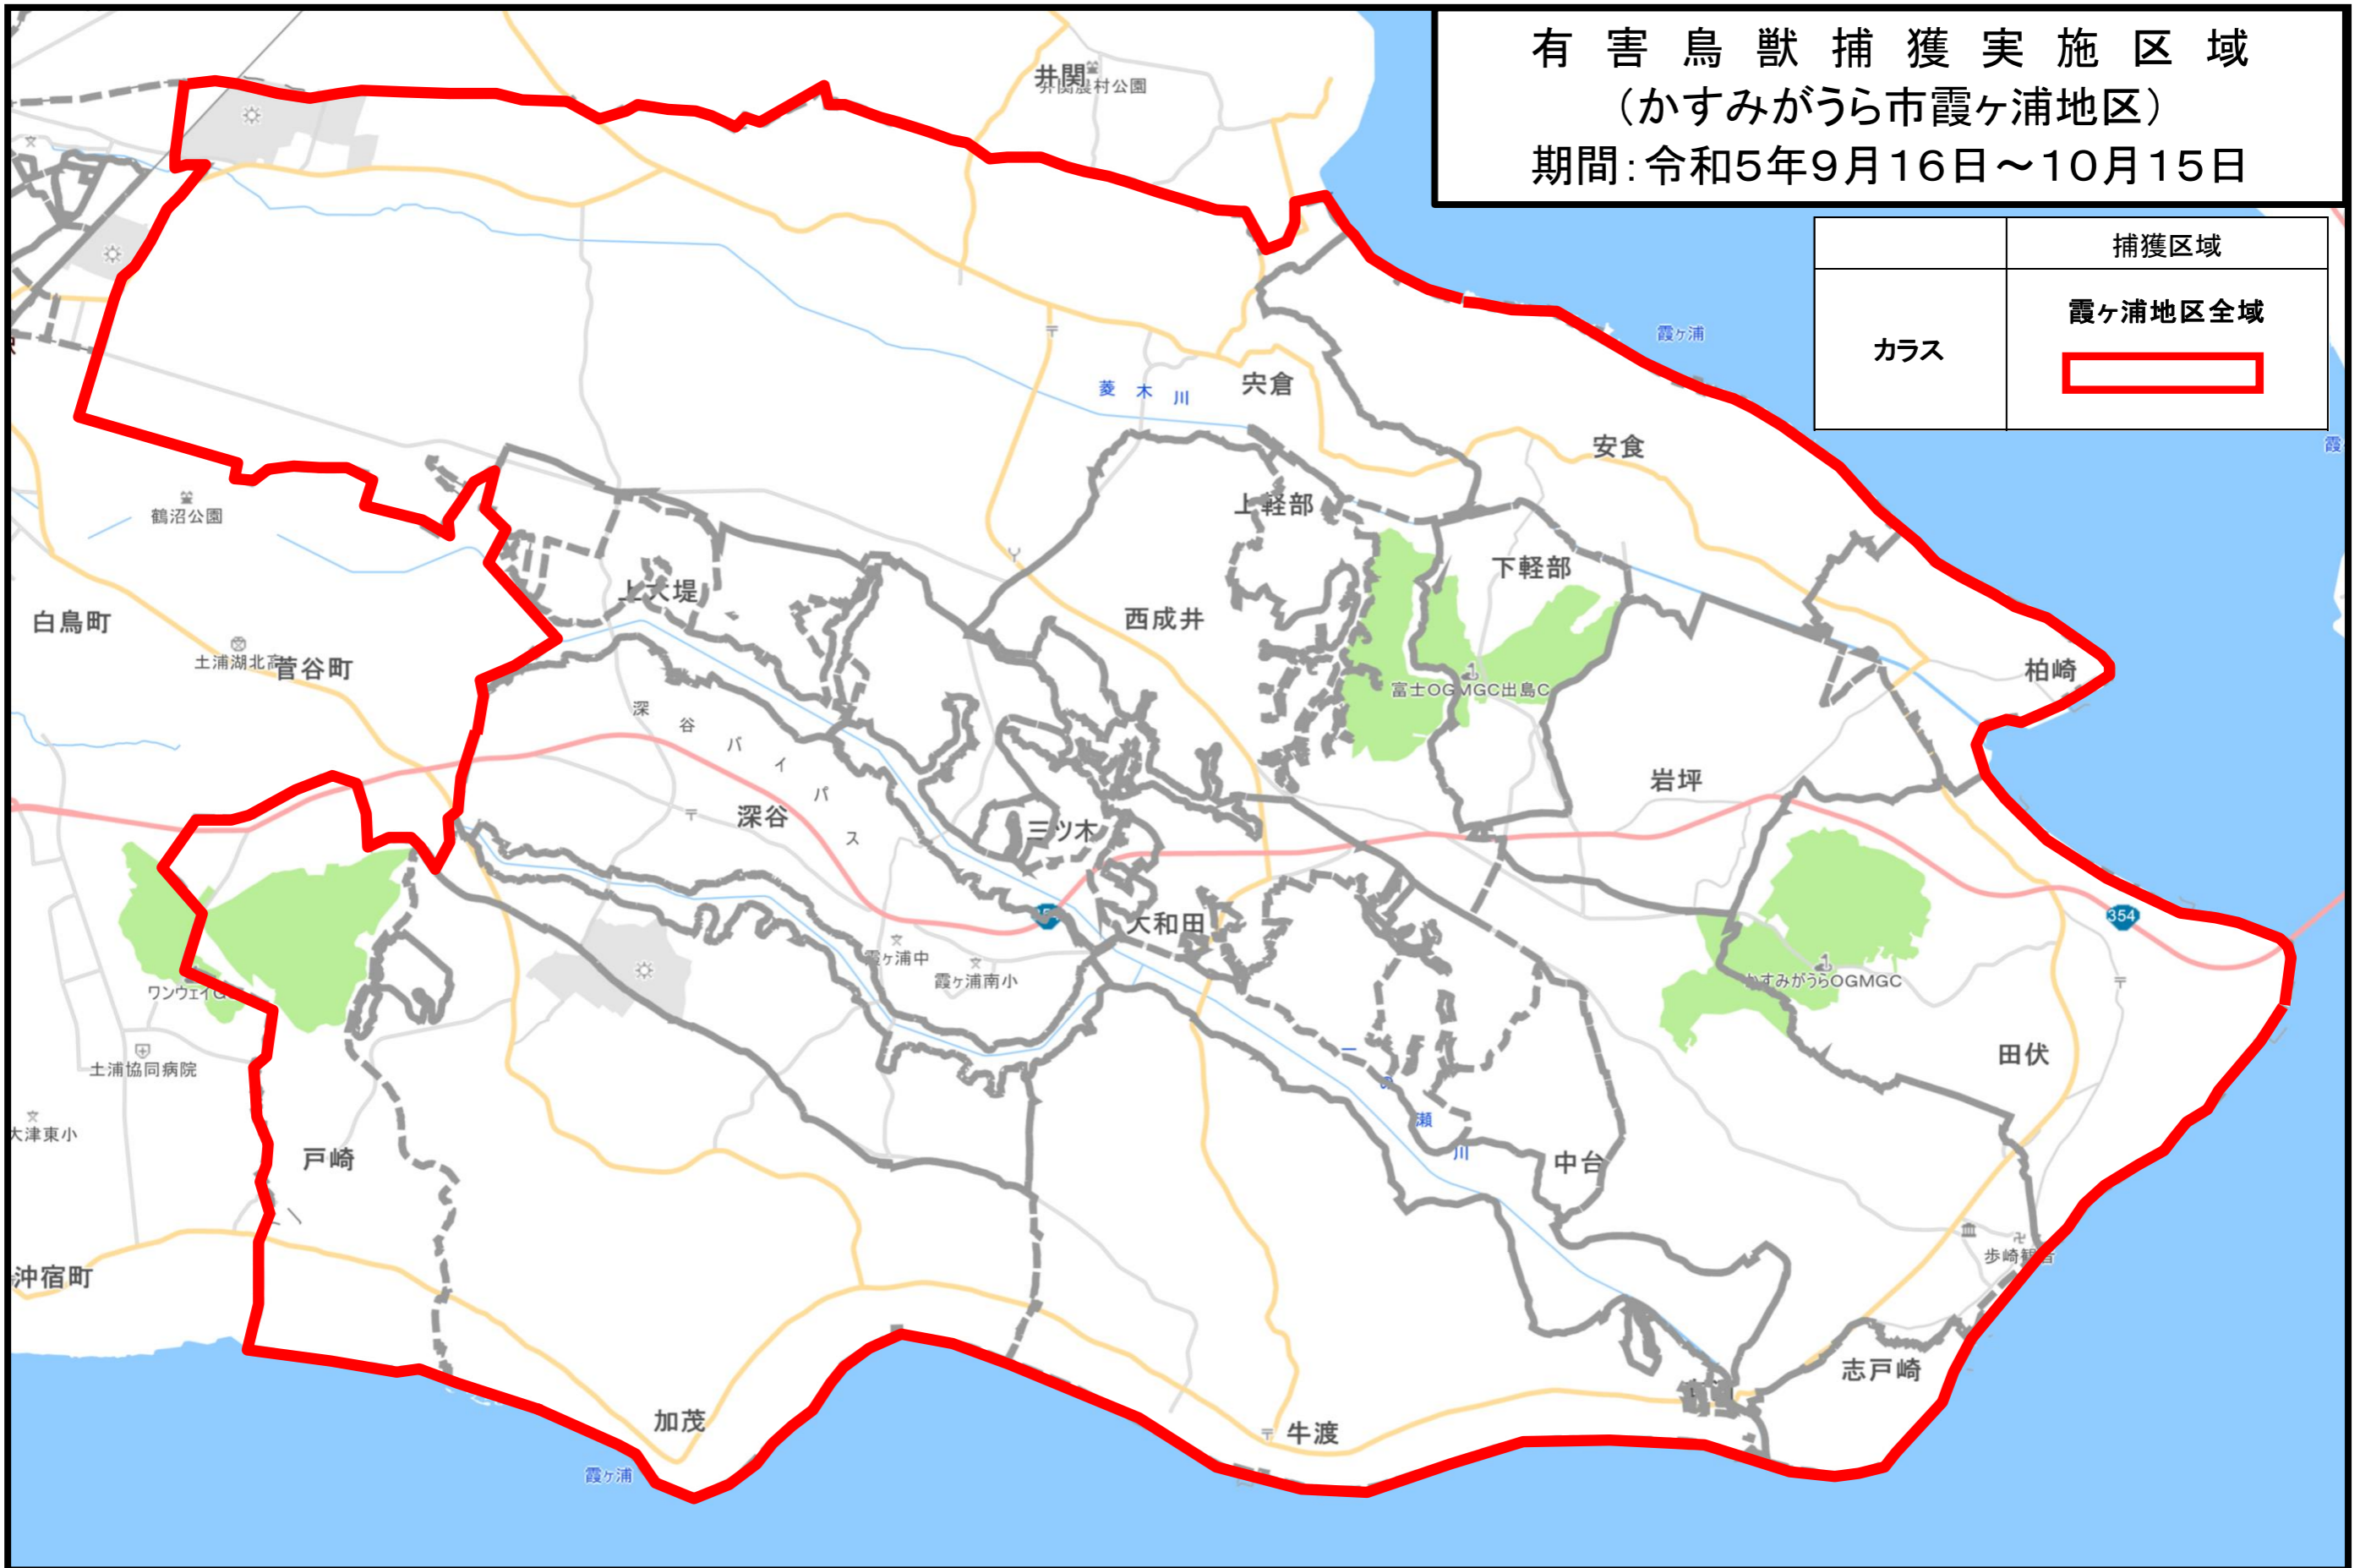 有害鳥獣捕獲実施区域
（かすみがうら市霞ヶ浦地区）
期間：令和5年9月16日～10月15日
捕獲区域
カラス
霞ヶ浦地区全域
井関
井関農村公園
霞ヶ浦
菱木川
宍倉
安食
上軽部
下軽部
鶴沼公園
白鳥町
土浦湖北高
菅谷町
上大堤
西成井
富士OGMGC出島C
柏崎
深谷バイパス
深谷
三ツ木
岩坪
大和田
354
霞ヶ浦中
霞ヶ浦南小
かすみがうらOGMGC
ワンウェイG
土浦協同病院
田伏
大津東小
戸崎
一の瀬川
中台
歩崎観音
沖宿町
志戸崎
加茂
牛渡
霞ヶ浦
霞